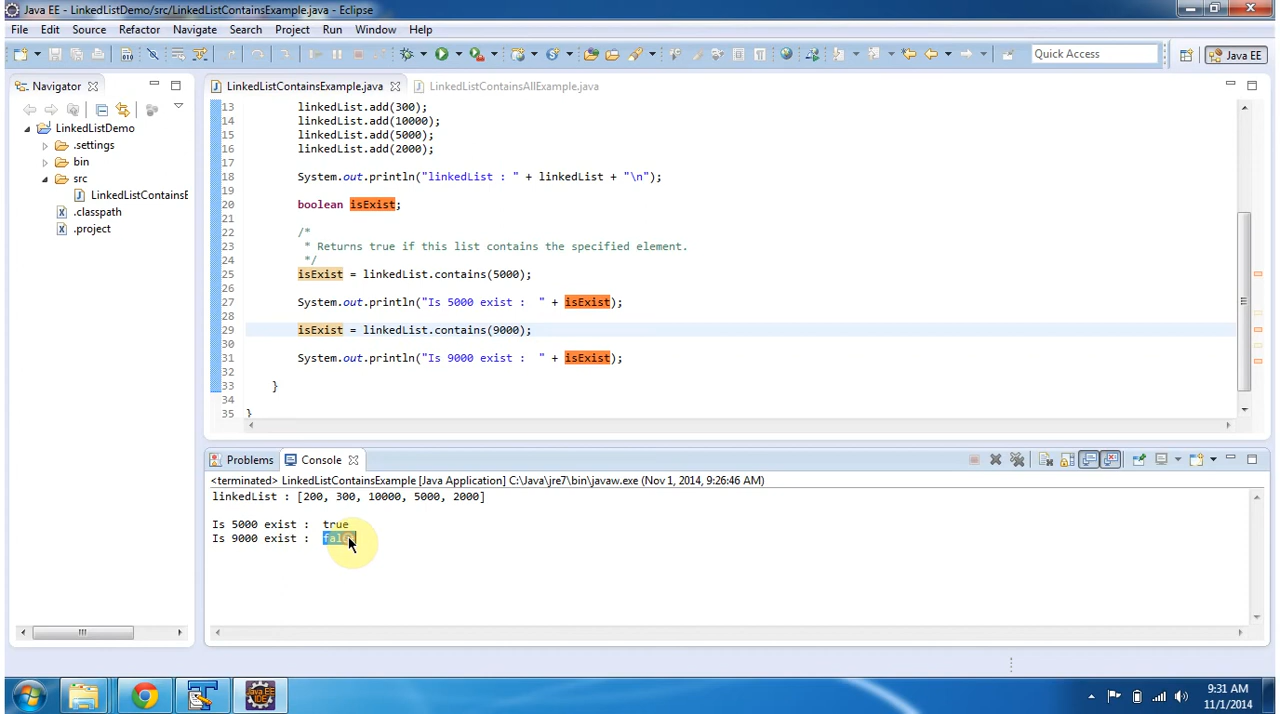 Java EE - LinkedListDemo/src/LinkedListContainsExample.java - Eclipse
File Edit Source Refactor Navigate Search Project Run Window Help
Quick Access
Java EE
Navigator
LinkedListContainsExample.java
LinkedListContainsAllExample.java
LinkedListDemo
.settings
bin
src
LinkedListContainsE
.classpath
.project
13 linkedList.add(300);
14 linkedList.add(10000);
15 linkedList.add(5000);
16 linkedList.add(2000);
17
18 System.out.println("linkedList : " + linkedList + "\n");
19
20 boolean isExist;
21
22 /*
23 * Returns true if this list contains the specified element.
24 */
25 isExist = linkedList.contains(5000);
26
27 System.out.println("Is 5000 exist :  " + isExist);
28
29 isExist = linkedList.contains(9000);
30
31 System.out.println("Is 9000 exist :  " + isExist);
32
33 }
34
35 }
Problems
Console
<terminated> LinkedListContainsExample [Java Application] C:\Java\jre7\bin\javaw.exe (Nov 1, 2014, 9:26:46 AM)
linkedList : [200, 300, 10000, 5000, 2000]
Is 5000 exist :  true
Is 9000 exist :  false
Java EE
IDE
9:31 AM
11/1/2014